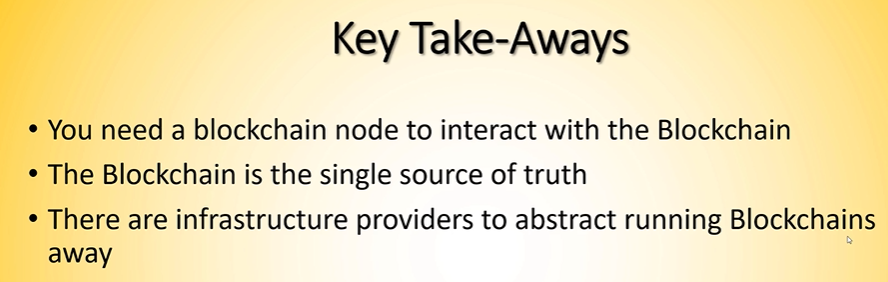 Key Take-Aways
• You need a blockchain node to interact with the Blockchain
• The Blockchain is the single source of truth
• There are infrastructure providers to abstract running Blockchains
away